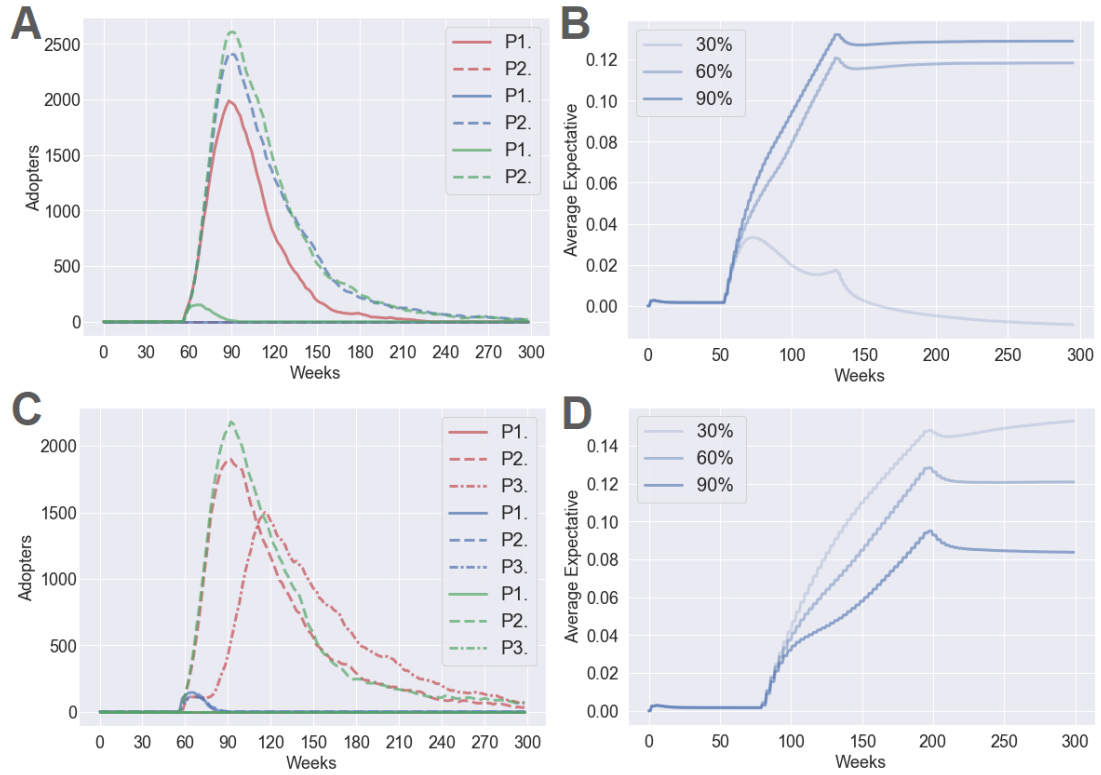 A
Adopters
2500
2000
1500
1000
500
0
0 30 60 90 120 150 180 210 240 270 300
Weeks
P1.
P2.
P1.
P2.
P1.
P2.
B
Average Expectative
0.12
0.10
0.08
0.06
0.04
0.02
0.00
0 50 100 150 200 250 300
Weeks
30%
60%
90%
C
Adopters
2000
1500
1000
500
0
0 30 60 90 120 150 180 210 240 270 300
Weeks
P1.
P2.
P3.
P1.
P2.
P3.
P1.
P2.
P3.
D
Average Expectative
0.14
0.12
0.10
0.08
0.06
0.04
0.02
0.00
0 50 100 150 200 250 300
Weeks
30%
60%
90%